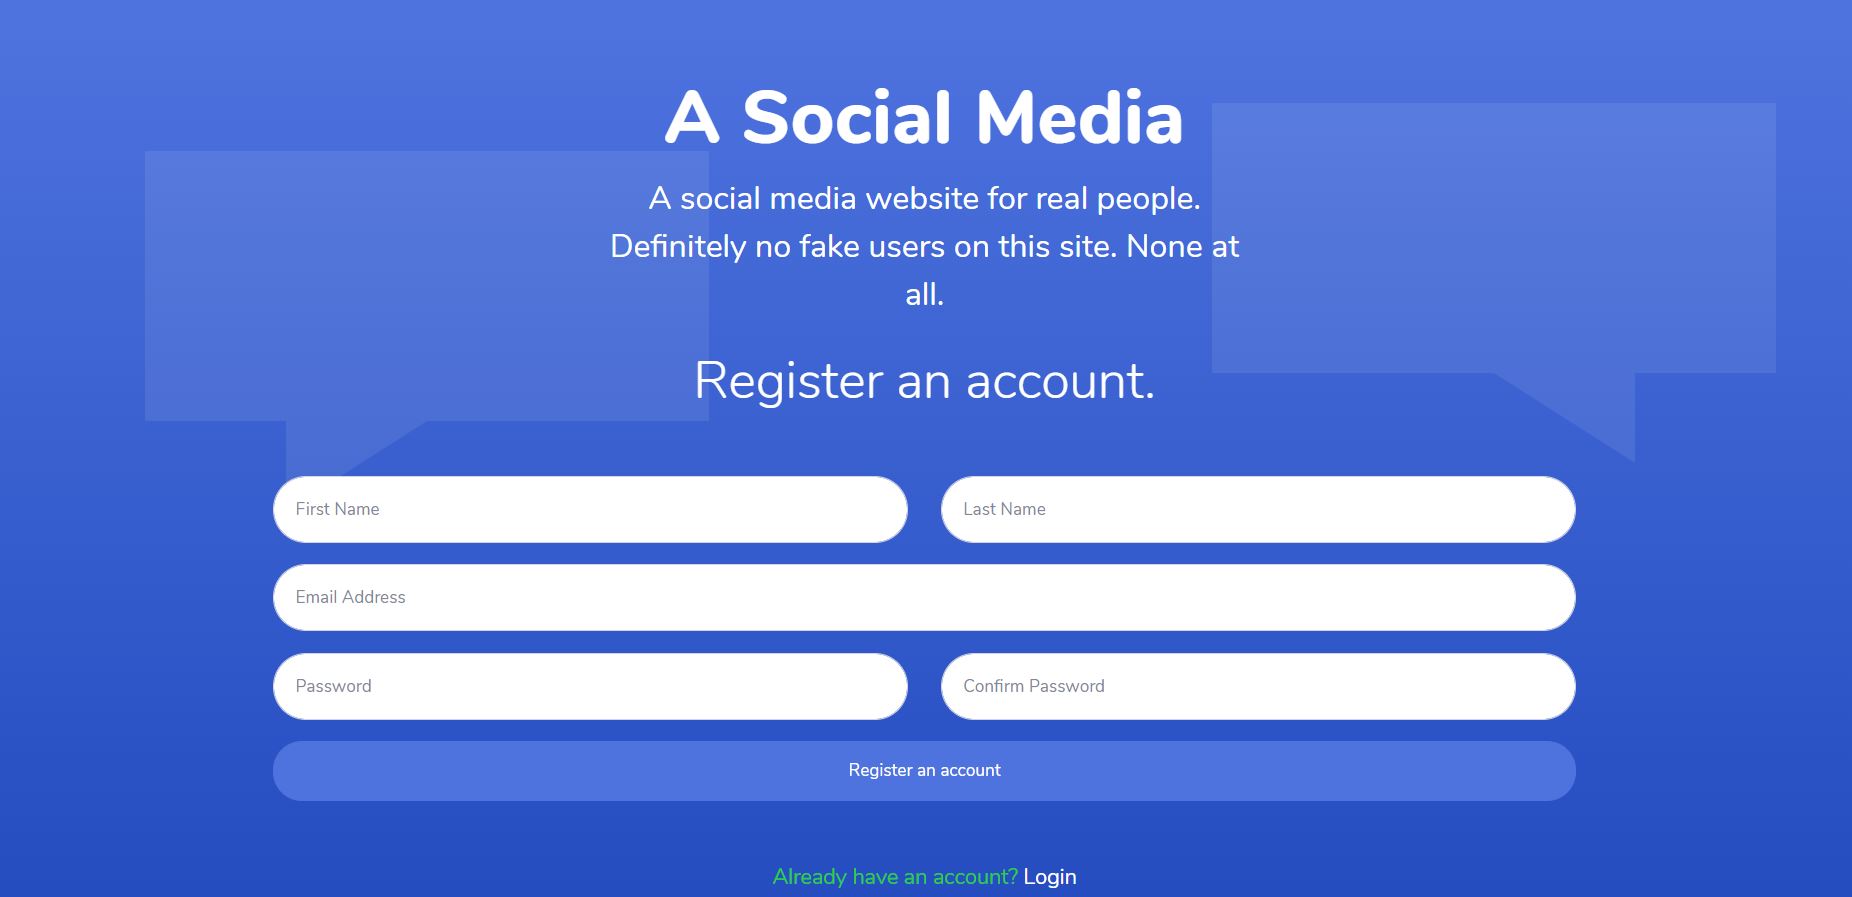 A Social Media
A social media website for real people.
Definitely no fake users on this site. None at
all.
Register an account.
First Name
Last Name
Email Address
Password
Confirm Password
Register an account
Already have an account? Login